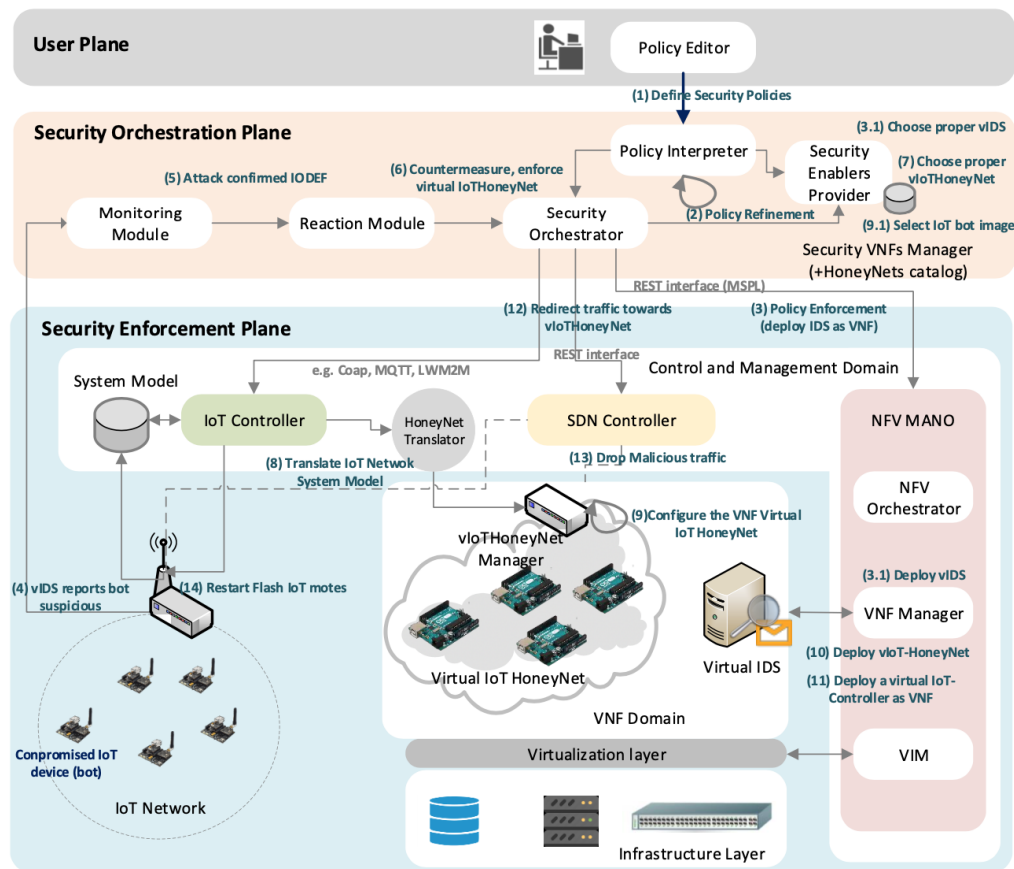 User Plane
Policy Editor
(1) Define Security Policies
Security Orchestration Plane
(3.1) Choose proper vIDS
Policy Interpreter
Security
Enablers
Provider
(7) Choose proper
vIoTHoneyNet
(5) Attack confirmed IODEF
(6) Countermeasure, enforce
virtual IoTHoneyNet
Monitoring
Module
Reaction Module
Security
Orchestrator
(2) Policy Refinement
(9.1) Select IoT bot image
Security VNFs Manager
(+HoneyNets catalog)
REST interface (MSPL)
Security Enforcement Plane
(12) Redirect traffic towards
vIoTHoneyNet
(3) Policy Enforcement
(deploy IDS as VNF)
REST interface
e.g. Coap, MQTT, LWM2M
Control and Management Domain
System Model
IoT Controller
HoneyNet
Translator
SDN Controller
NFV MANO
(8) Translate IoT Netwok
System Model
(13) Drop Malicious traffic
NFV
Orchestrator
(9)Configure the VNF Virtual
IoT HoneyNet
vIoTHoneyNet
Manager
(4) vIDS reports bot
suspicious
(14) Restart Flash IoT motes
(3.1) Deploy vIDS
VNF Manager
(10) Deploy vIoT-HoneyNet
Virtual IDS
Virtual IoT HoneyNet
(11) Deploy a virtual IoT-
Controller as VNF
VNF Domain
Conpromised IoT
device (bot)
Virtualization layer
VIM
IoT Network
Infrastructure Layer